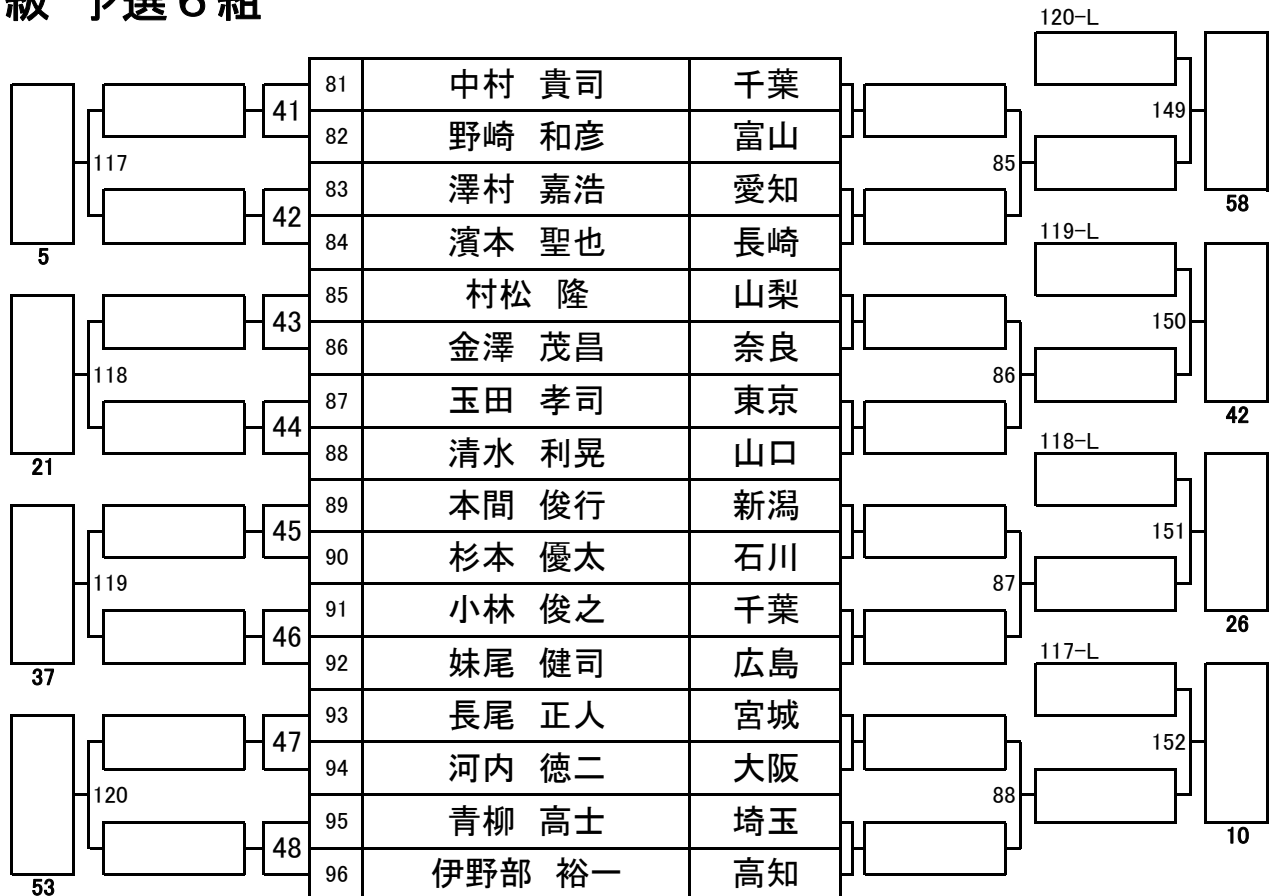 級 予選6組
120-L
81 中村 貴司 千葉
41
82 野崎 和彦 富山
149
117
85
83 澤村 嘉浩 愛知
42
58
84 濱本 聖也 長崎
119-L
5
85 村松 隆 山梨
43
150
86 金澤 茂昌 奈良
118
86
87 玉田 孝司 東京
44
42
88 清水 利晃 山口
118-L
21
89 本間 俊行 新潟
45
151
90 杉本 優太 石川
119
87
91 小林 俊之 千葉
46
26
92 妹尾 健司 広島
117-L
37
93 長尾 正人 宮城
47
152
94 河内 徳二 大阪
120
88
95 青柳 高士 埼玉
48
10
96 伊野部 裕一 高知
53